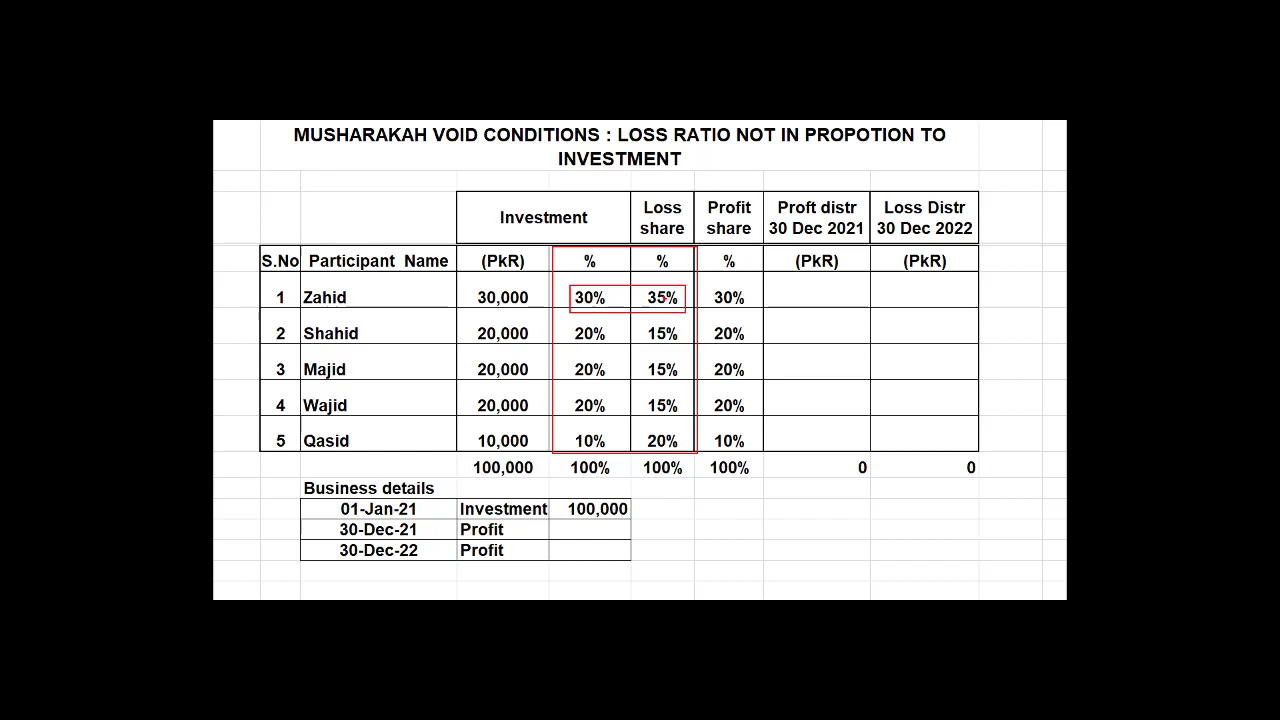 MUSHARAKAH VOID CONDITIONS : LOSS RATIO NOT IN PROPOTION TO
INVESTMENT
Investment Loss share Profit share Proft distr 30 Dec 2021 Loss Distr 30 Dec 2022
S.No Participant Name (PkR) % % % (PkR) (PkR)
1 Zahid 30,000 30% 35% 30%
2 Shahid 20,000 20% 15% 20%
3 Majid 20,000 20% 15% 20%
4 Wajid 20,000 20% 15% 20%
5 Qasid 10,000 10% 20% 10%
100,000 100% 100% 100% 0 0
Business details
01-Jan-21 Investment 100,000
30-Dec-21 Profit
30-Dec-22 Profit